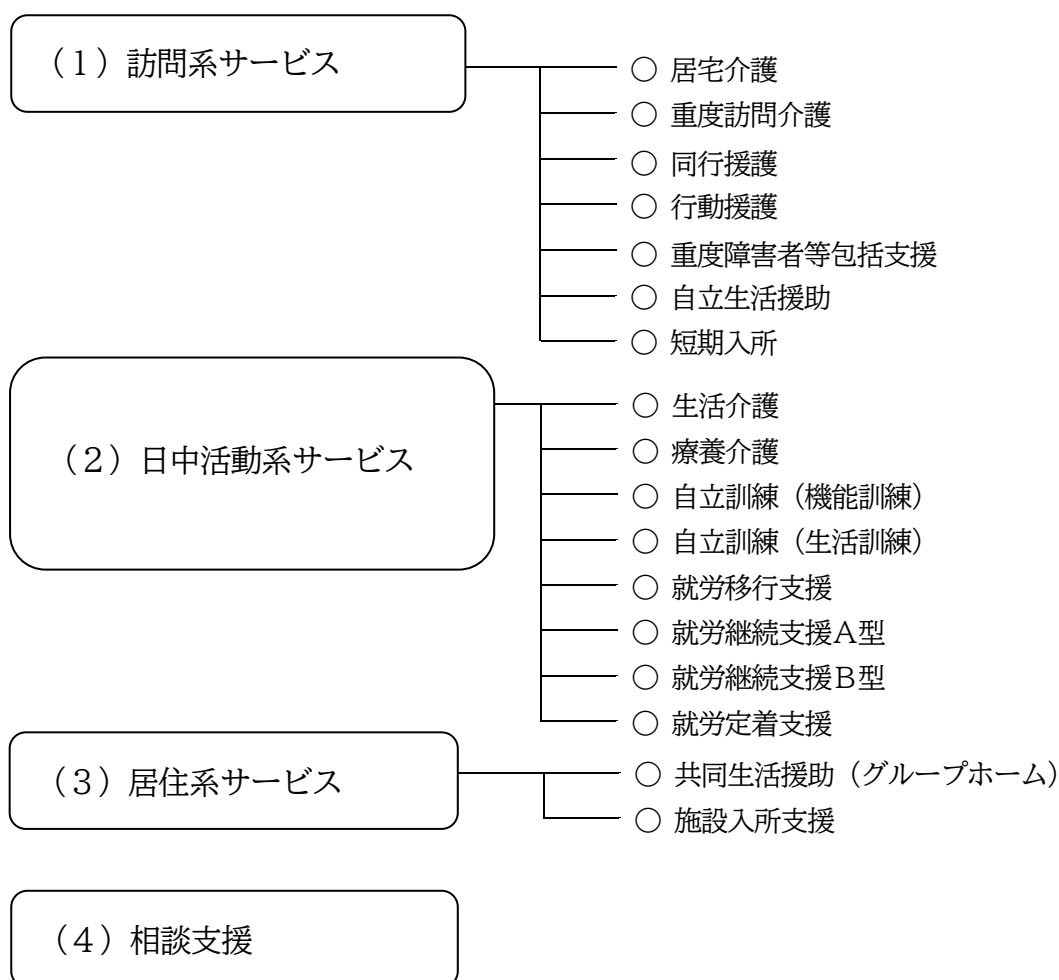 (1)訪問系サービス
○ 居宅介護
○ 重度訪問介護
○ 同行援護
○ 行動援護
○ 重度障害者等包括支援
○ 自立生活援助
○ 短期入所
(2)日中活動系サービス
○ 生活介護
○ 療養介護
○ 自立訓練(機能訓練)
○ 自立訓練(生活訓練)
○ 就労移行支援
○ 就労継続支援A型
○ 就労継続支援B型
○ 就労定着支援
(3)居住系サービス
○ 共同生活援助(グループホーム)
○ 施設入所支援
(4)相談支援